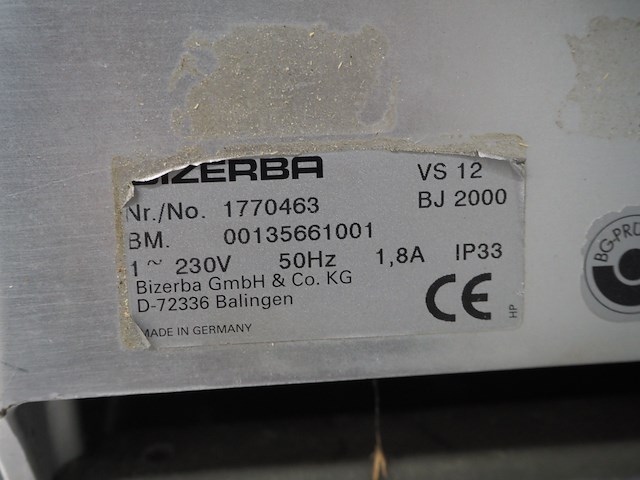 BIZERBA VS 12
Nr./No. 1770463 BJ 2000
BM. 00135661001
1 ~ 230V 50Hz 1,8A IP33
Bizerba GmbH & Co. KG
D-72336 Balingen
MADE IN GERMANY
CE
HP